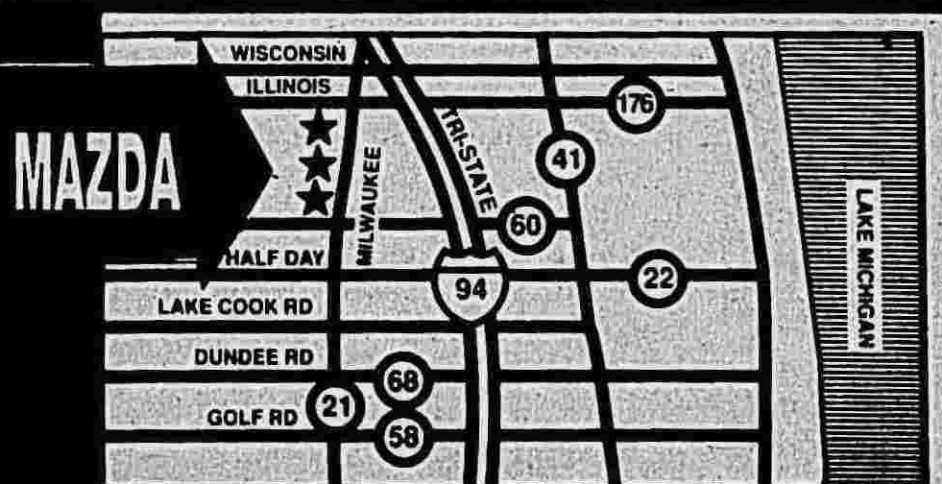 WISCONSIN
ILLINOIS
176
TRI-STATE
41
MAZDA
MILWAUKEE
60
LAKE MICHIGAN
HALF DAY
22
94
LAKE COOK RD
DUNDEE RD
68
21
GOLF RD
58